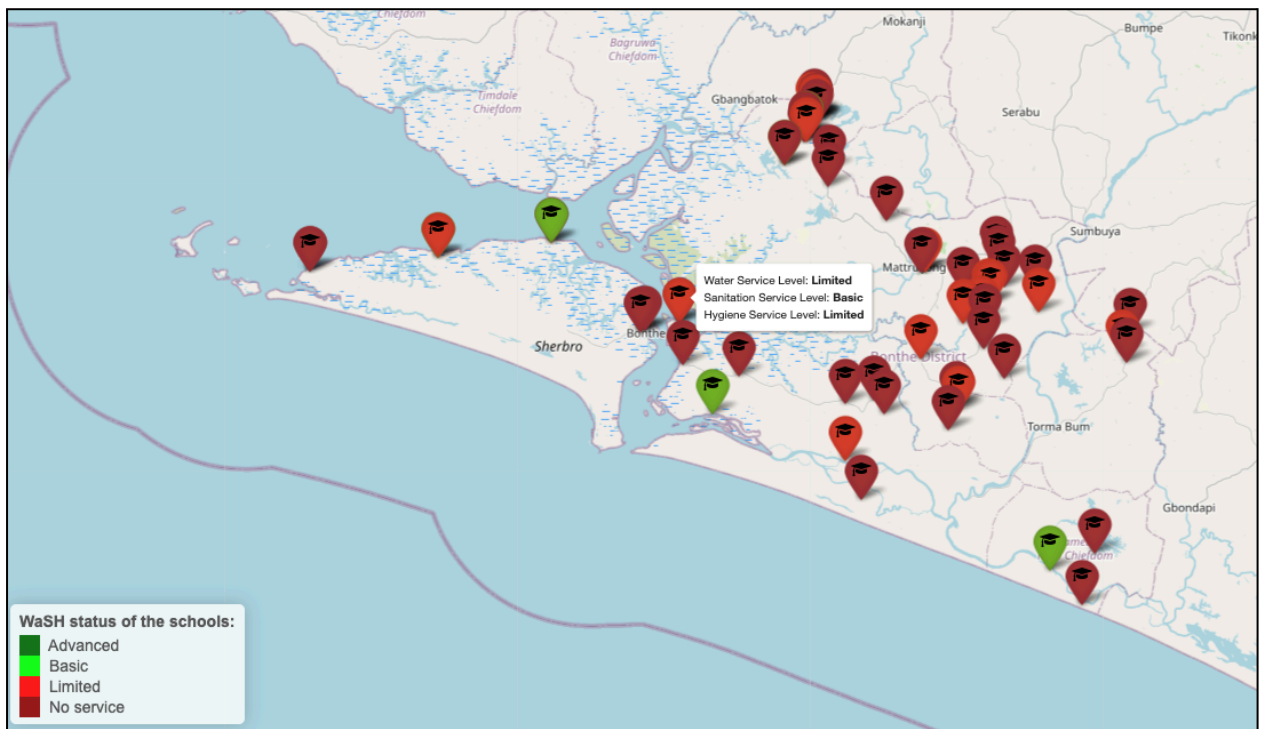 Chiefdom
Mokanji
Bumpe
Tikonk
Bagruwa
Chiefdom
Timdale
Chiefdom
Gbangbatok
Serabu
Sumbuya
Water Service Level: Limited
Sanitation Service Level: Basic
Hygiene Service Level: Limited
Bonthe
Sherbro
Bonthe District
Torma Bum
Gbondapi
Chiefdom
WaSH status of the schools:
Advanced
Basic
Limited
No service